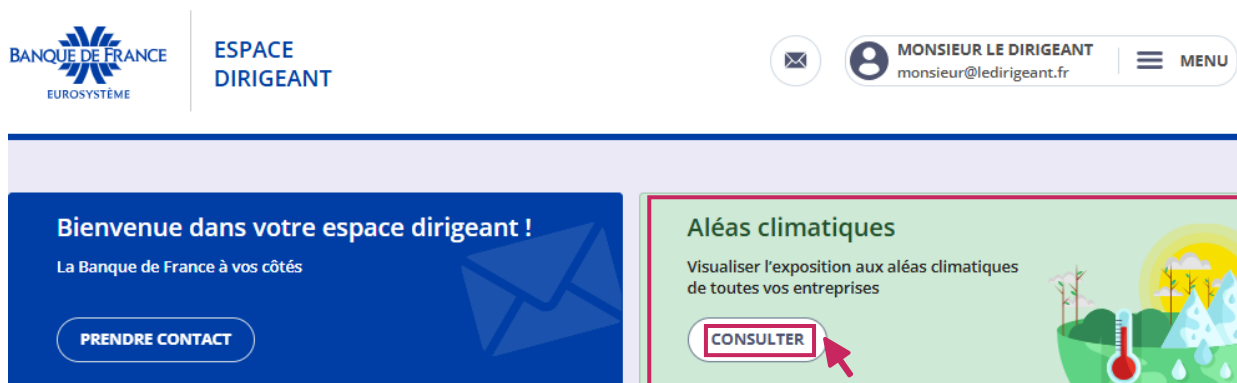 BANQUE DE FRANCE
EUROSYSTÈME
ESPACE
DIRIGEANT
MONSIEUR LE DIRIGEANT
monsieur@ledirigeant.fr
MENU
Bienvenue dans votre espace dirigeant !
La Banque de France à vos côtés
PRENDRE CONTACT
Aléas climatiques
Visualiser l'exposition aux aléas climatiques
de toutes vos entreprises
CONSULTER